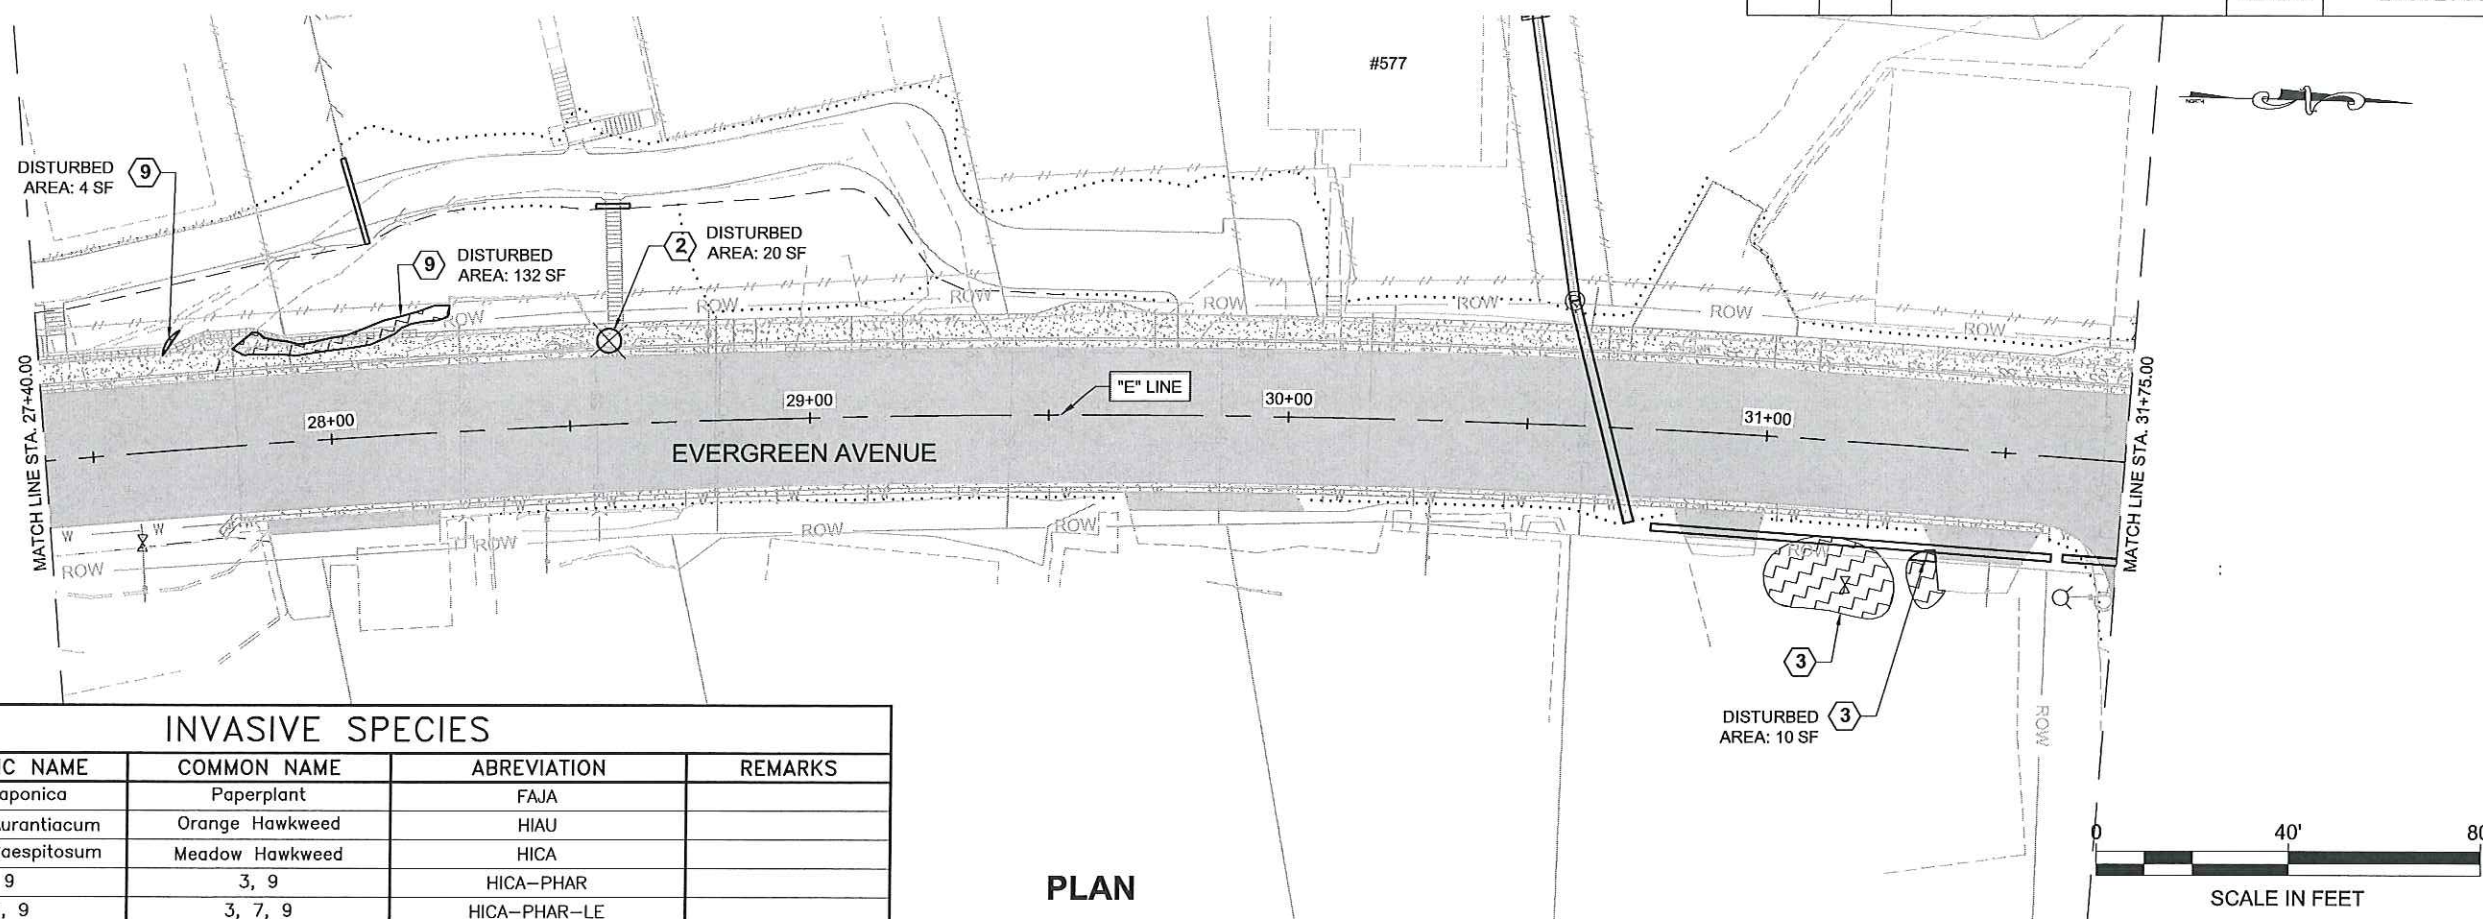 #577
NORTH
DISTURBED
AREA: 4 SF
9
9
DISTURBED
AREA: 132 SF
2
DISTURBED
AREA: 20 SF
ROW
ROW
ROW
ROW
ROW
ROW
ROW
MATCH LINE STA. 27+40.00
28+00
29+00
"E" LINE
30+00
31+00
EVERGREEN AVENUE
MATCH LINE STA. 31+75.00
W
W
W
W
W
W
W
W
ROW
ROW
ROW
ROW
ROW
3
DISTURBED
AREA: 10 SF
3
ROW
INVASIVE SPECIES
IC NAME COMMON NAME ABREVIATION REMARKS
aponica Paperplant FAJA
urantiacum Orange Hawkweed HIAU
aespitosum Meadow Hawkweed HICA
9 3, 9 HICA-PHAR
, 9 3, 7, 9 HICA-PHAR-LE
PLAN
0 40' 80
SCALE IN FEET